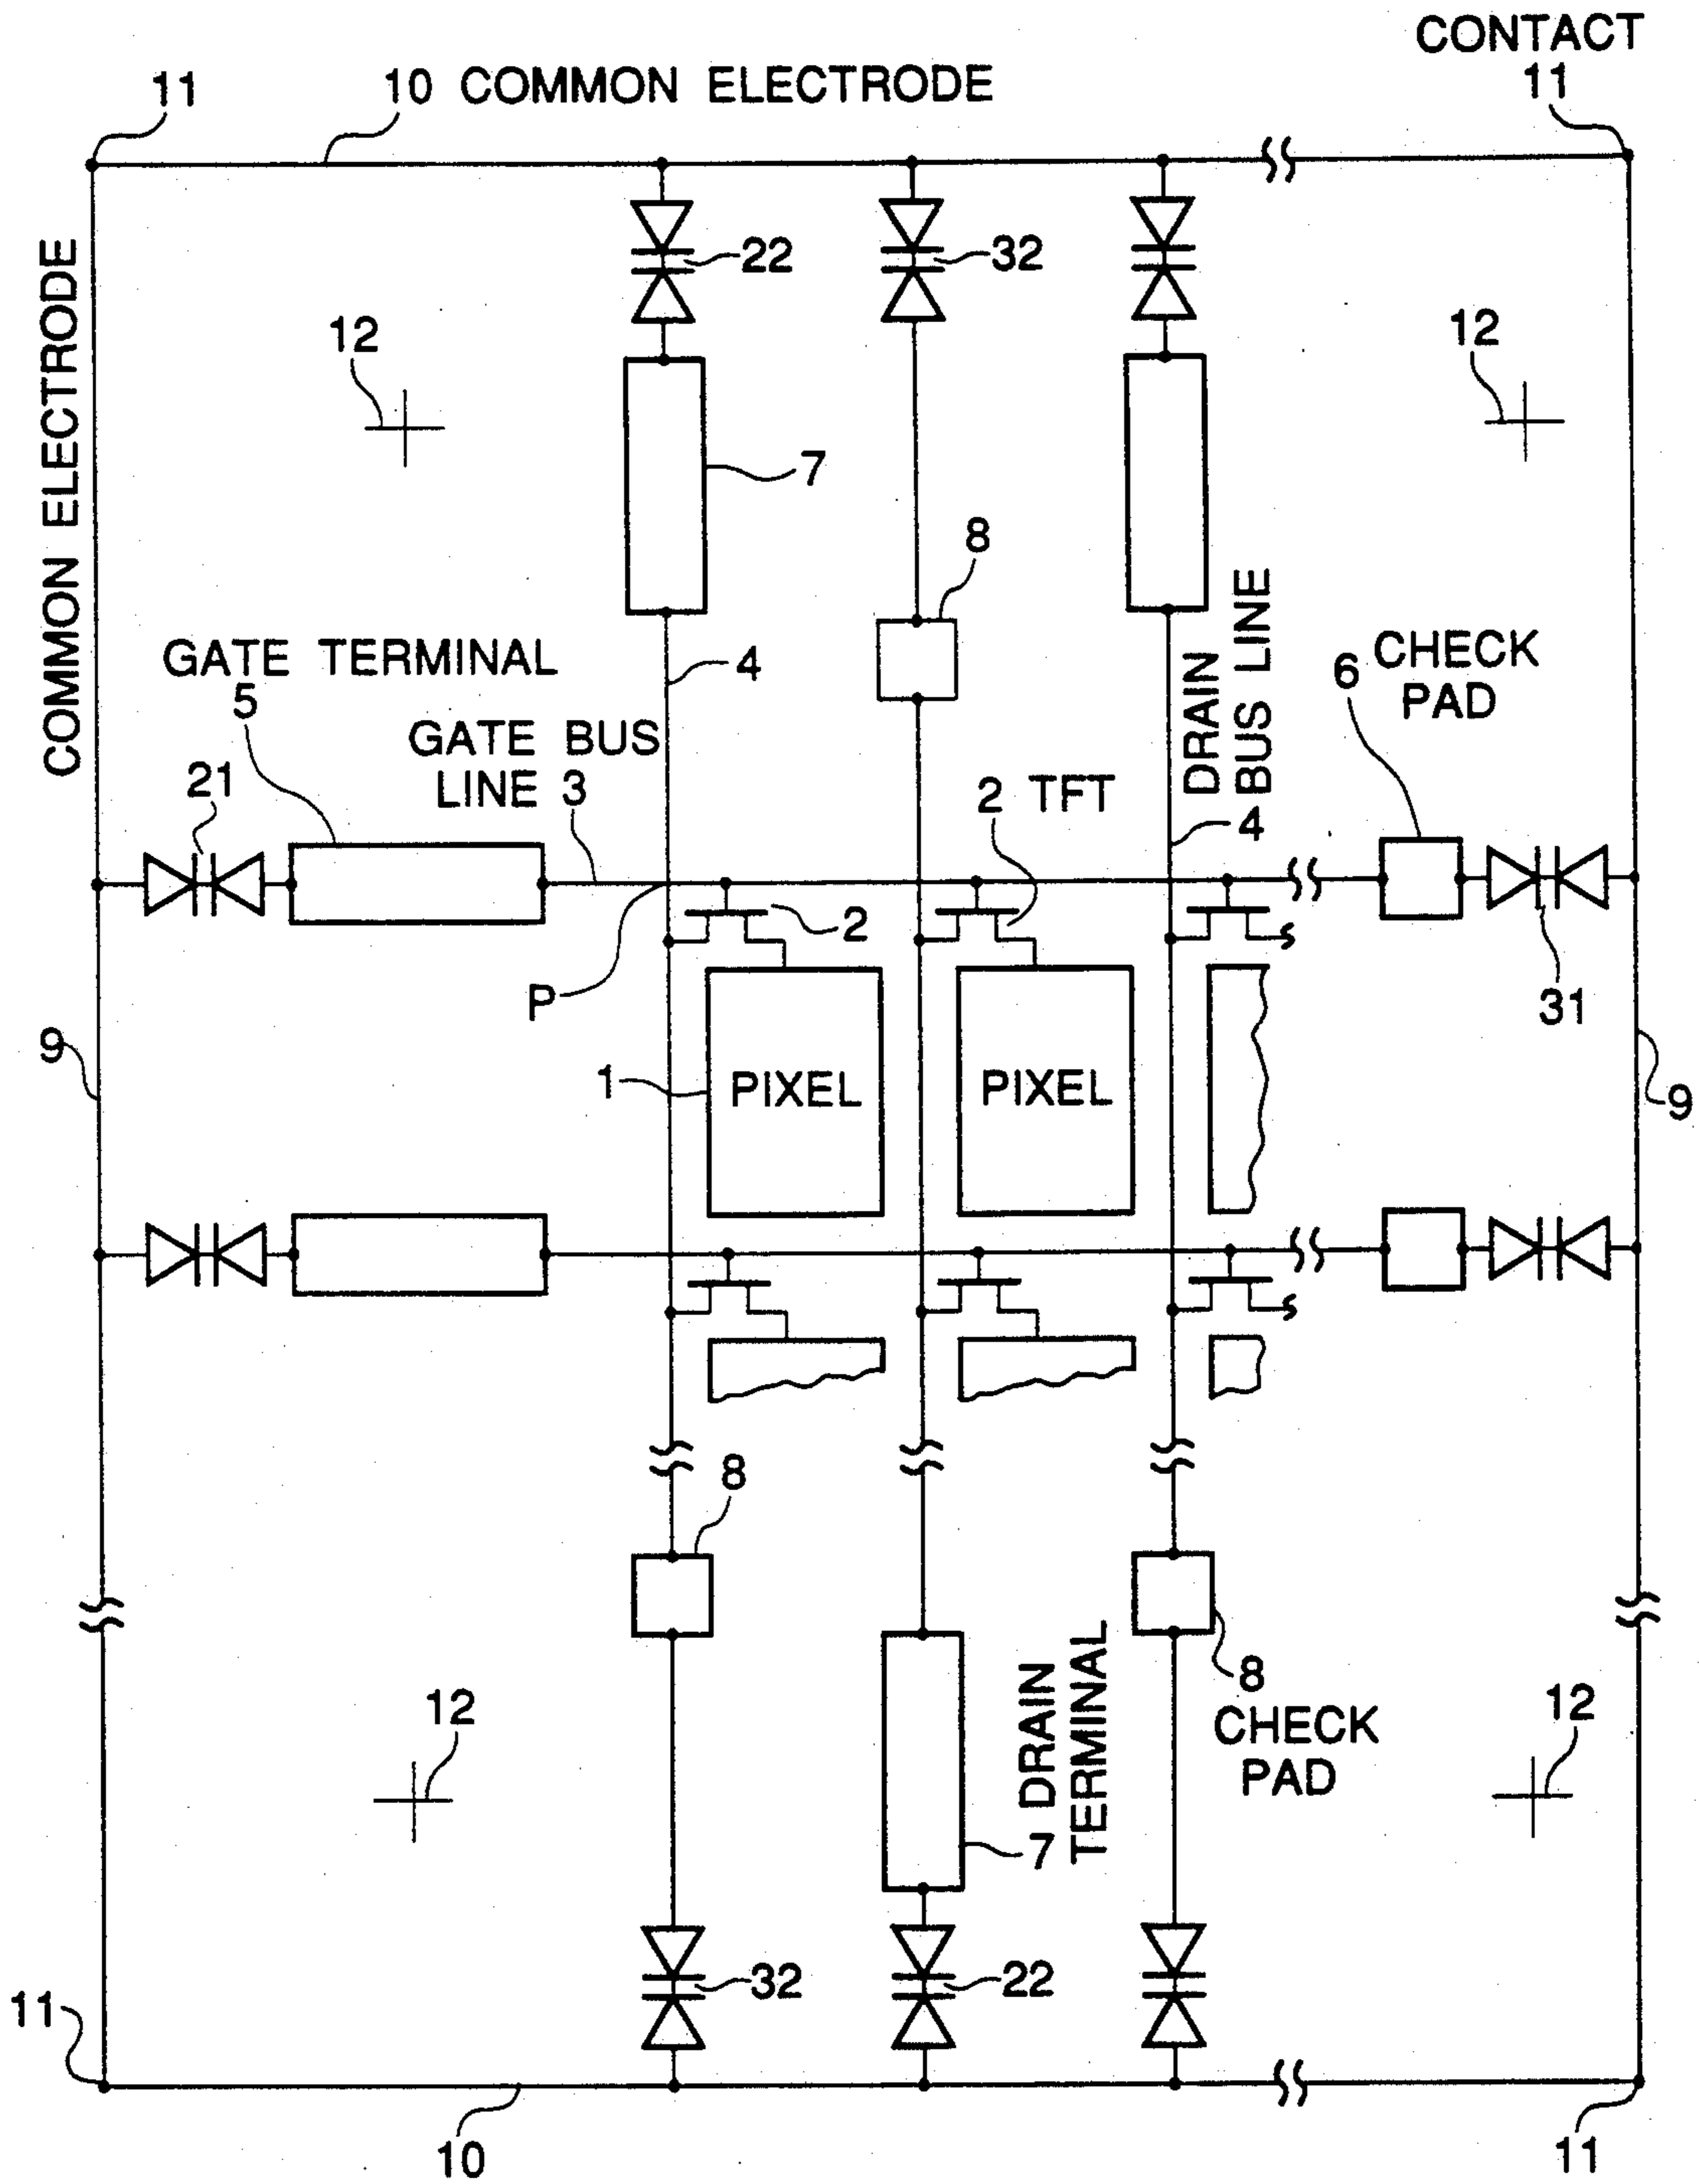 CONTACT
11
10 COMMON ELECTRODE
11
COMMON ELECTRODE
22
32
12
12
7
8
GATE TERMINAL
5
4
DRAIN
BUS LINE
6 CHECK
PAD
GATE BUS
LINE 3
21
2 TFT
4
2
P
31
9
1
PIXEL
PIXEL
9
8
12
DRAIN
TERMINAL
7
8
CHECK
PAD
12
32
22
11
10
11